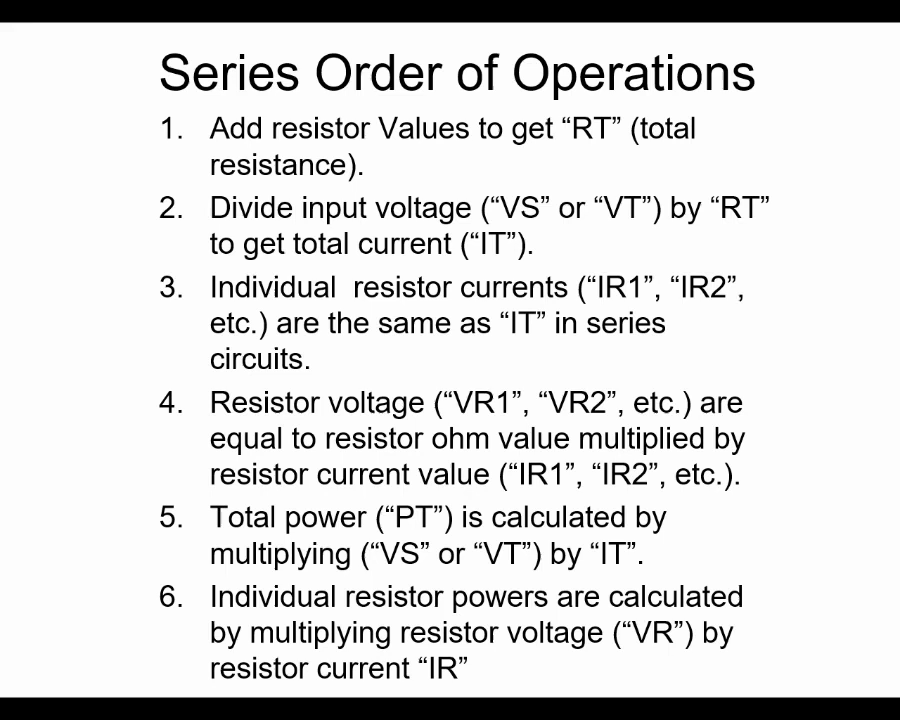 Series Order of Operations
1. Add resistor Values to get “RT” (total
resistance).
2. Divide input voltage (“VS” or “VT”) by “RT”
to get total current (“IT”).
3. Individual  resistor currents (“IR1”, “IR2”,
etc.) are the same as “IT” in series
circuits.
4. Resistor voltage (“VR1”, “VR2”, etc.) are
equal to resistor ohm value multiplied by
resistor current value (“IR1”, “IR2”, etc.).
5. Total power (“PT”) is calculated by
multiplying (“VS” or “VT”) by “IT”.
6. Individual resistor powers are calculated
by multiplying resistor voltage (“VR”) by
resistor current “IR”